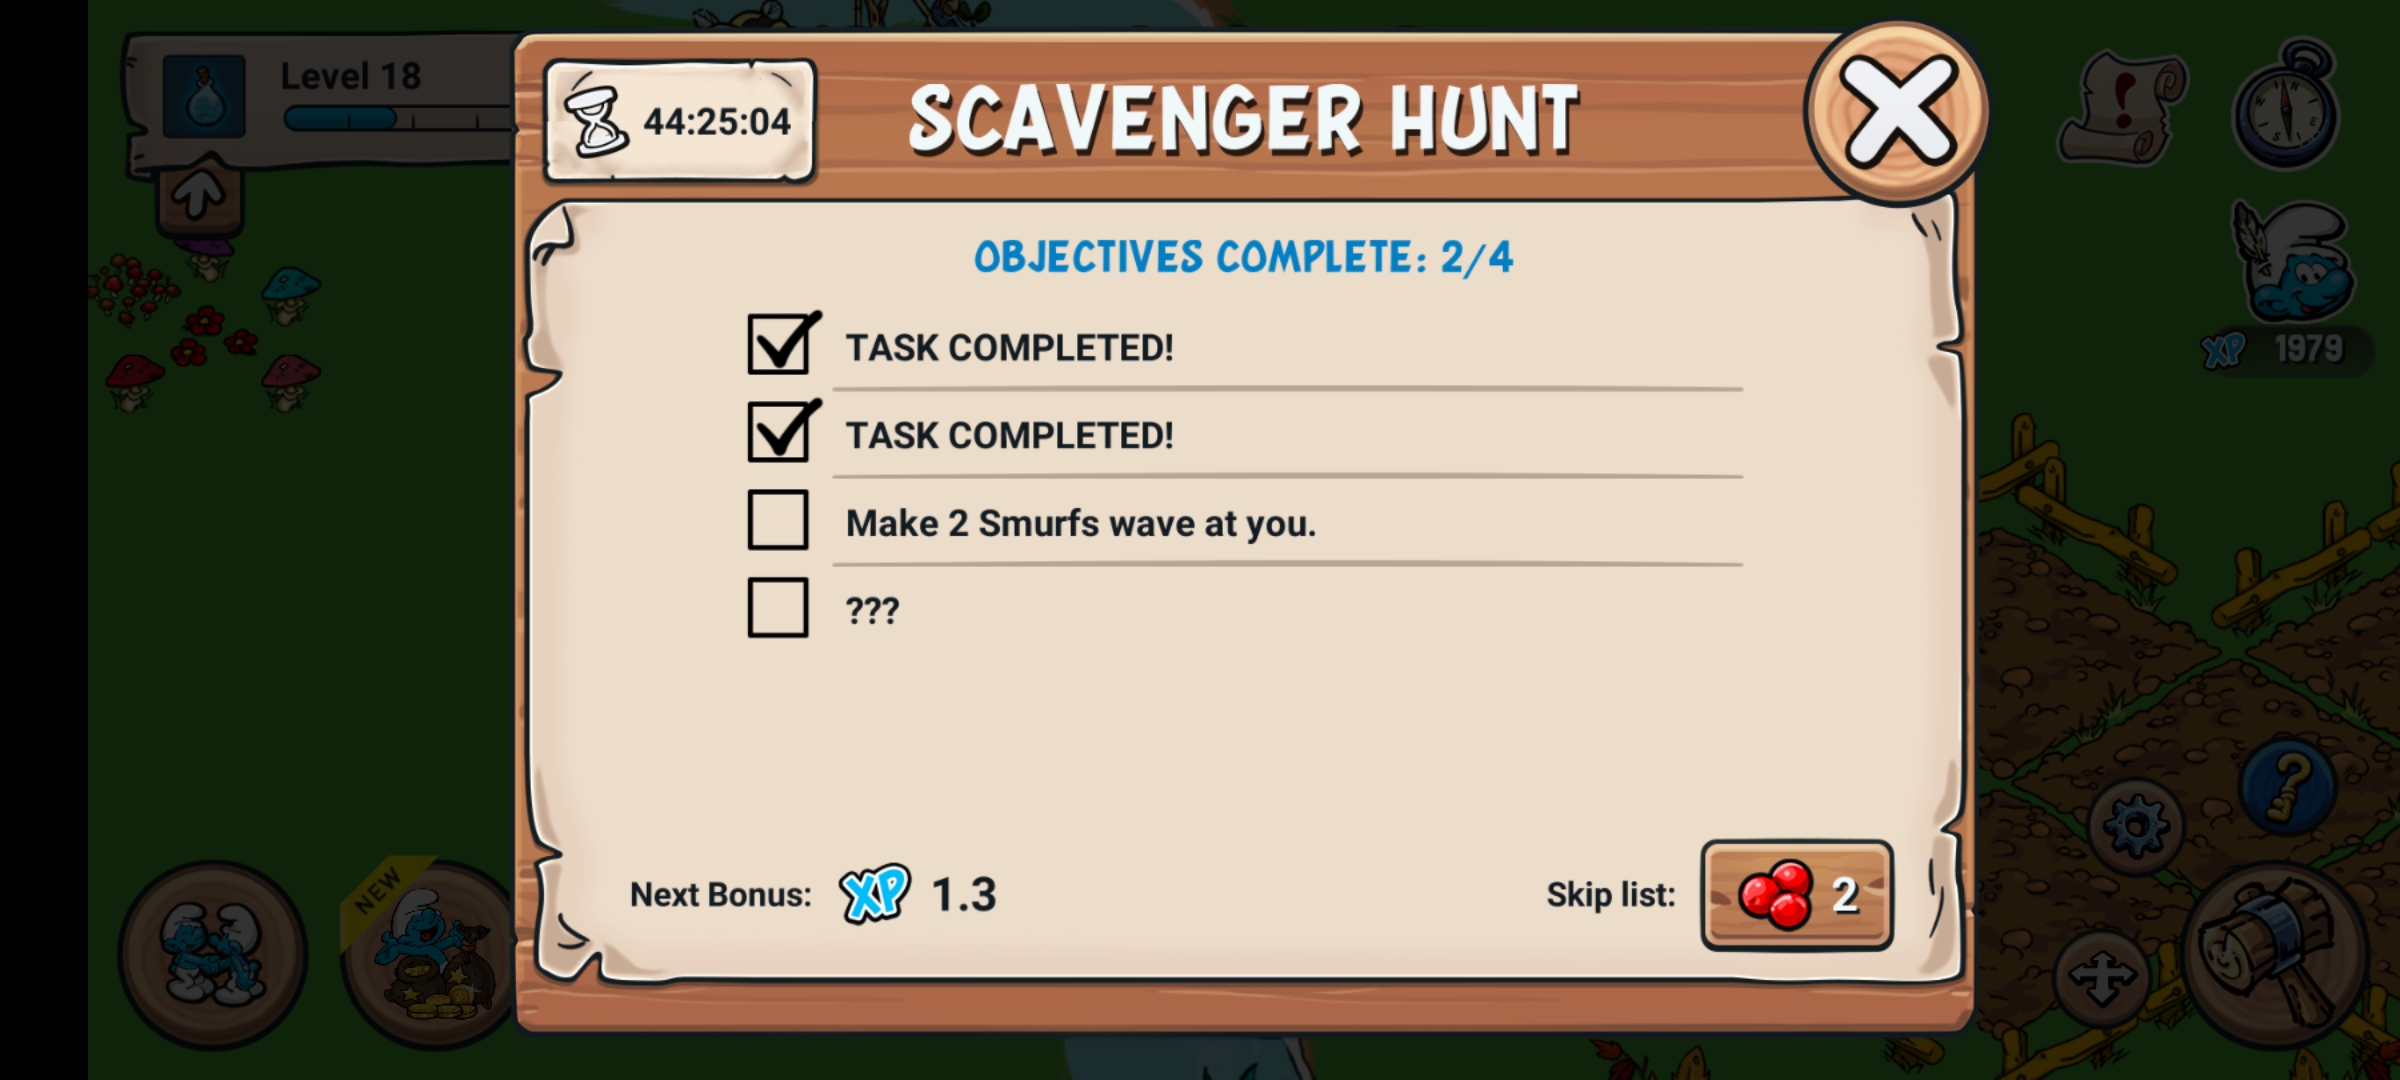 Level 18
44:25:04
SCAVENGER HUNT
OBJECTIVES COMPLETE: 2/4
TASK COMPLETED!
TASK COMPLETED!
Make 2 Smurfs wave at you.
???
XP 1979
NEW
Next Bonus: XP 1.3
Skip list: 2